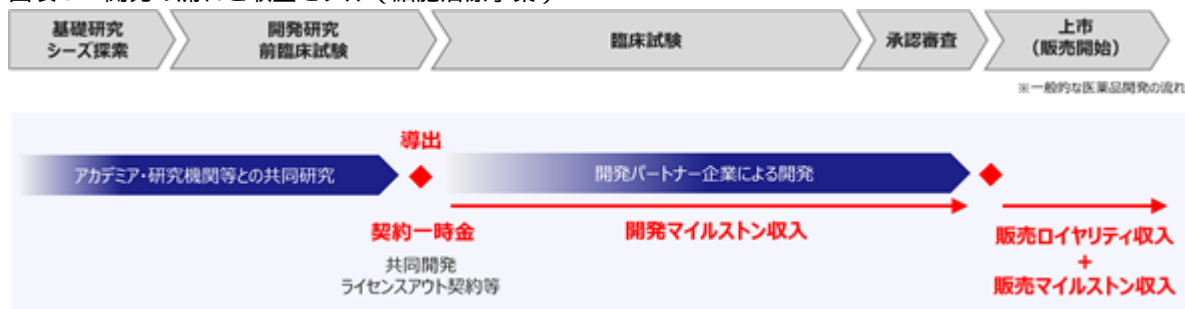 基礎研究
シーズ探索
開発研究
前臨床試験
臨床試験
承認審査
上市
(販売開始)
※一般的な医薬品開発の流れ
導出
アカデミア・研究機関等との共同研究
開発パートナー企業による開発
契約一時金
開発マイルストン収入
販売ロイヤリティ収入
+
販売マイルストン収入
共同開発
ライセンスアウト契約等